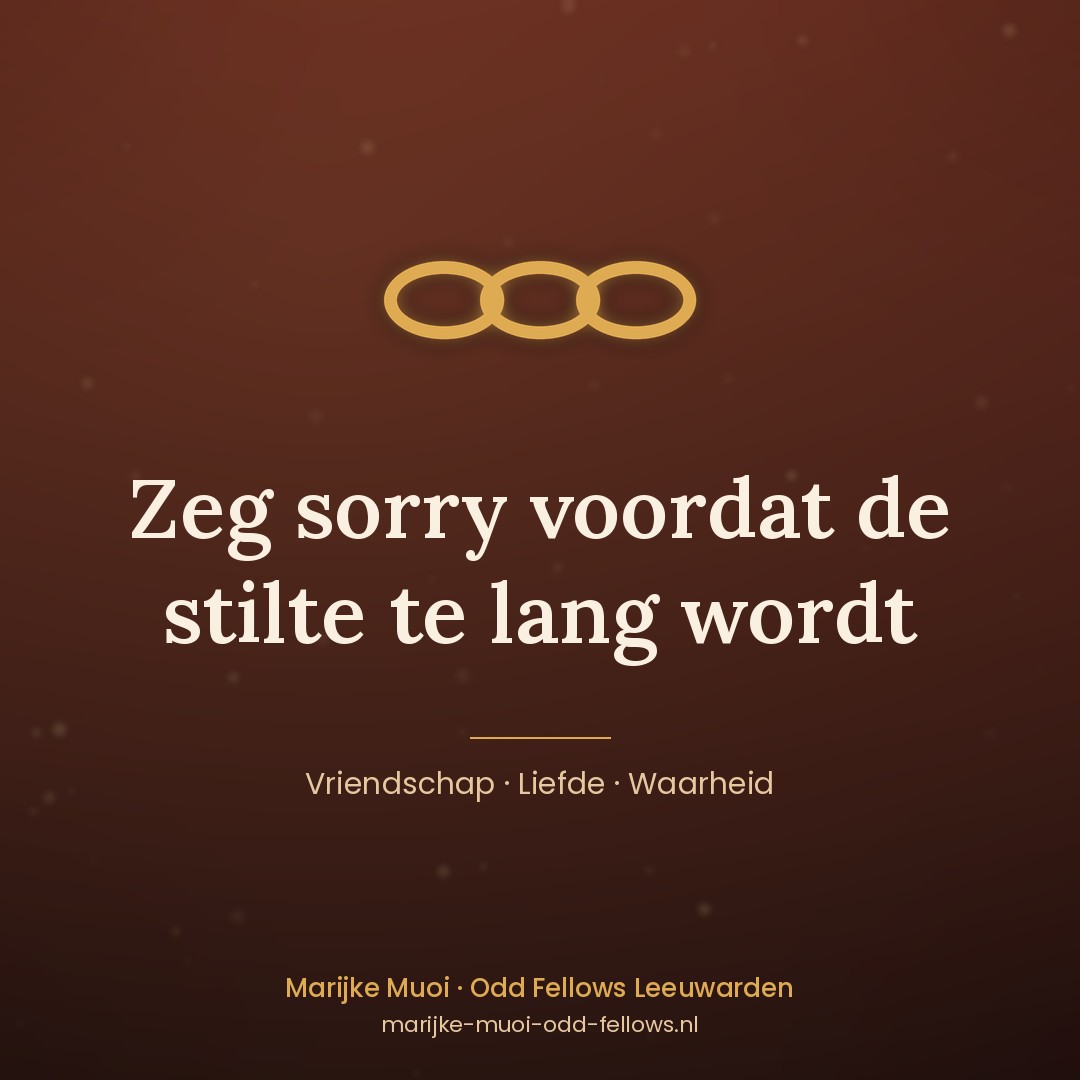 Zeg sorry voordat de
stilte te lang wordt
Vriendschap · Liefde · Waarheid
Marijke Muoi · Odd Fellows Leeuwarden
marijke-muoi-odd-fellows.nl